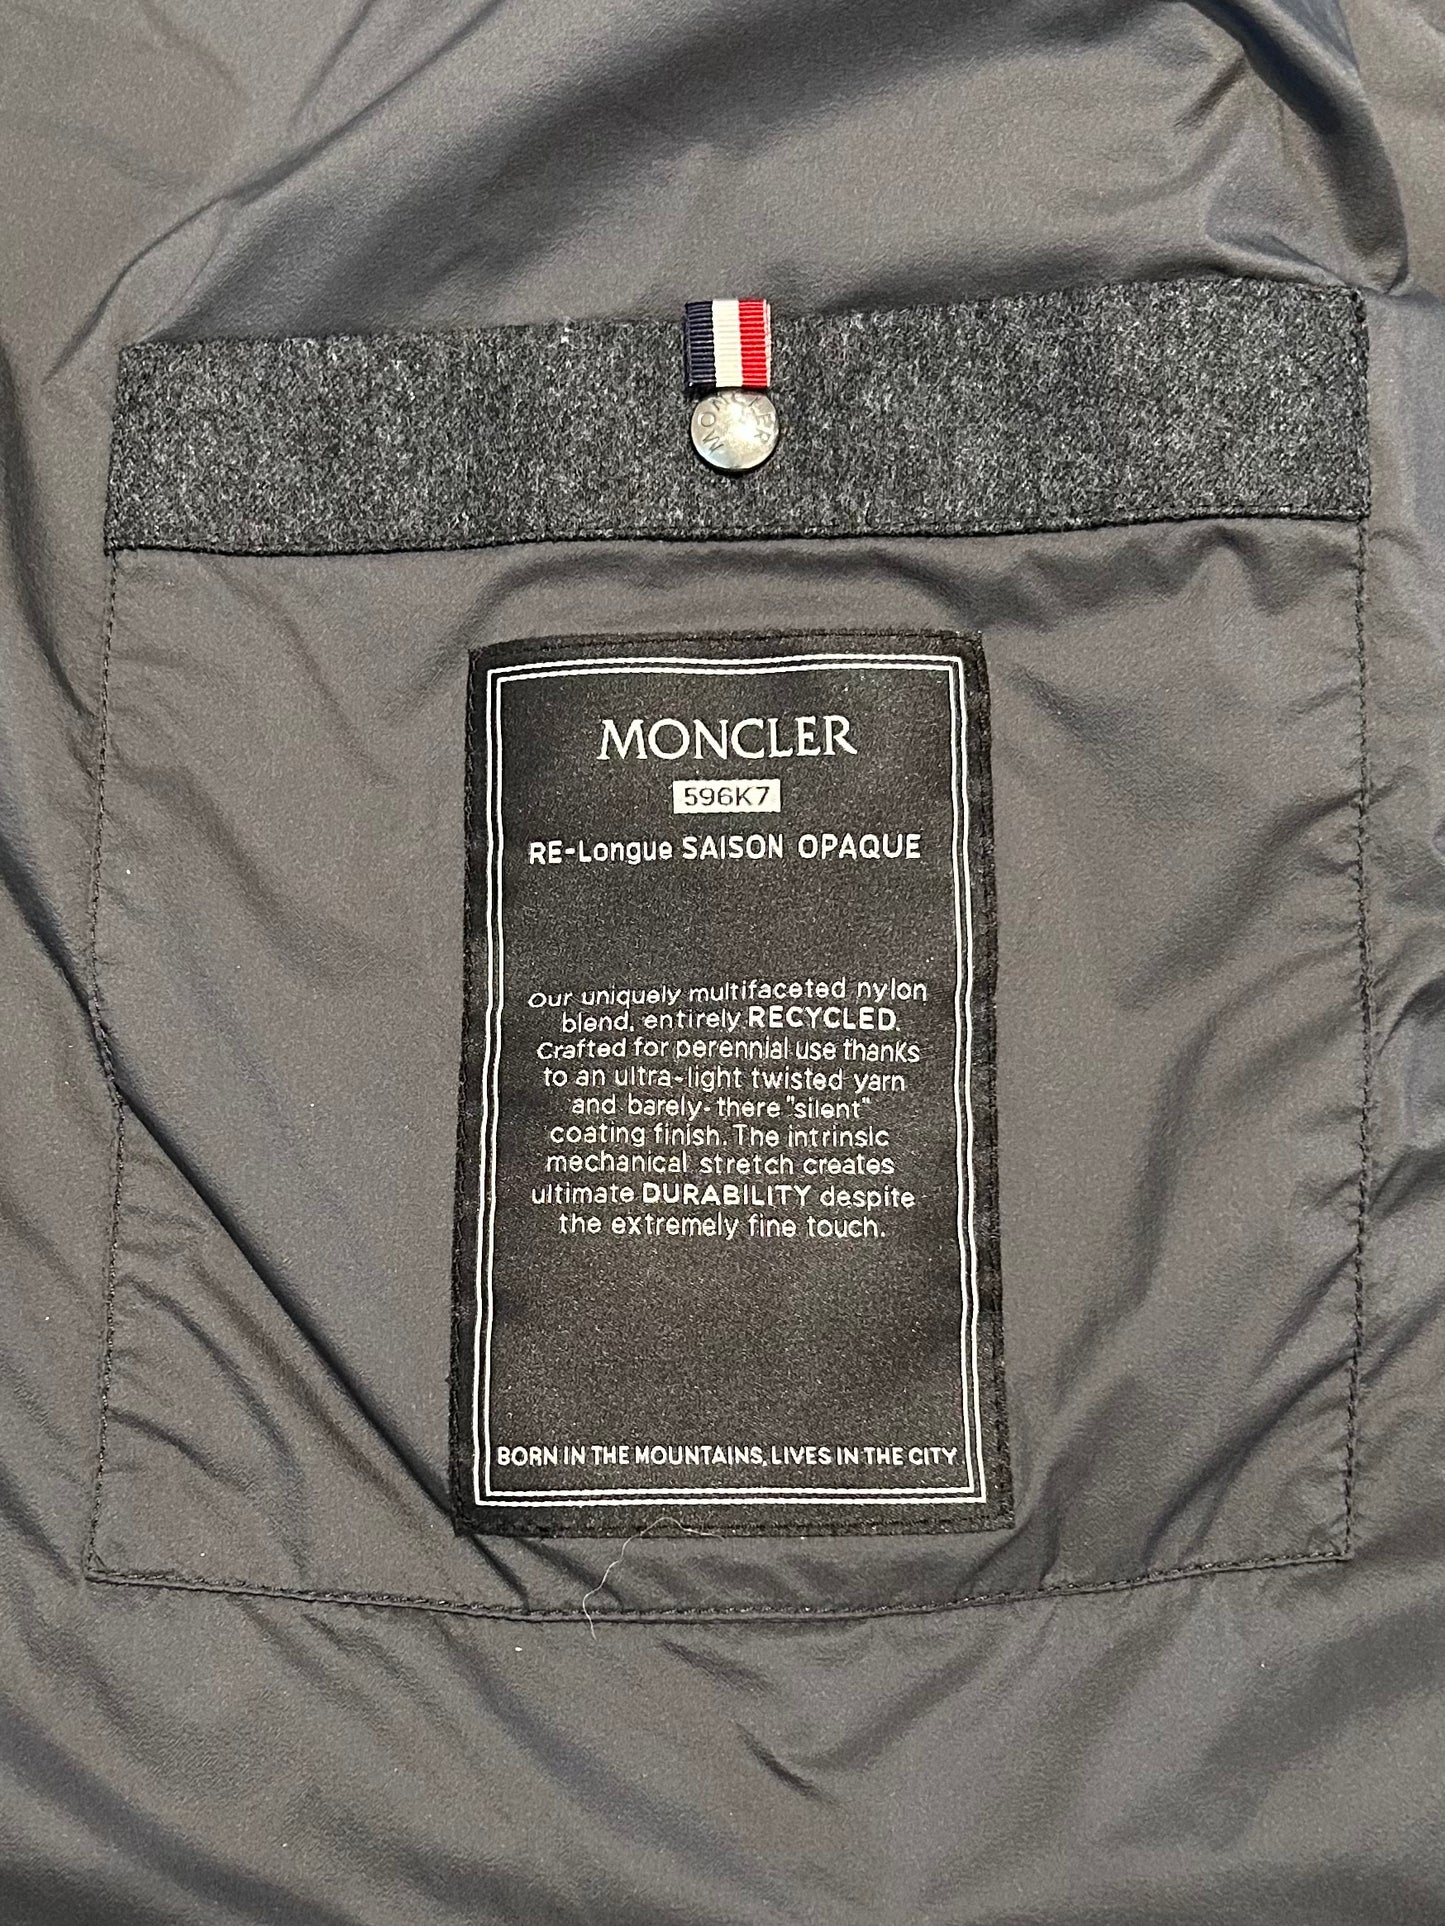 MONCLER
MONCLER
596K7
RE-Longue SAISON OPAQUE
Our uniquely multifaceted nylon
blend, entirely RECYCLED.
Crafted for perennial use thanks
to an ultra-light twisted yarn
and barely-there "silent"
coating finish. The intrinsic
mechanical stretch creates
ultimate DURABILITY despite
the extremely fine touch.
BORN IN THE MOUNTAINS, LIVES IN THE CITY.